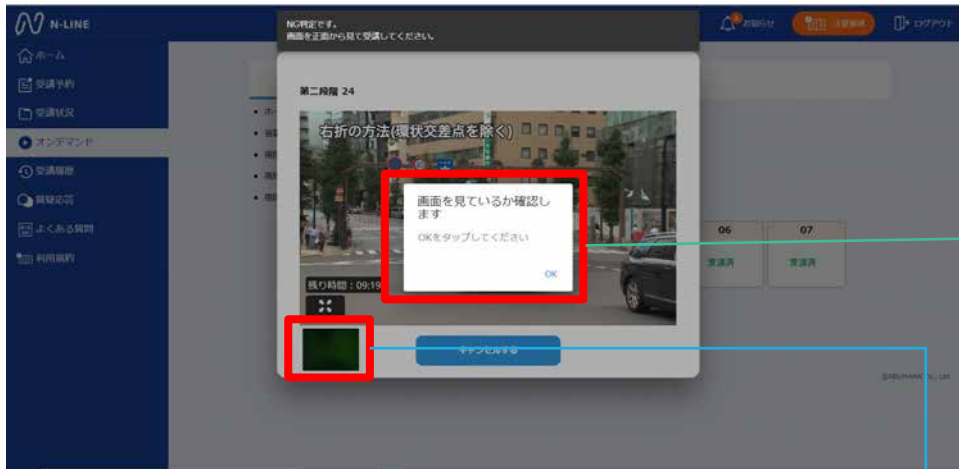 N-LINE
NG判定です。
画面を正面から見て受講してください。
お知らせ
ログアウト
ホーム
受講予約
受講状況
オンデマンド
受講履歴
質疑応答
よくある質問
利用規約
第二段階 24
右折の方法(環状交差点を除く)
画面を見ているか確認し
ます
OKをタップしてください
OK
残り時間：09:19
キャンセルする
06
07
受講済
受講済